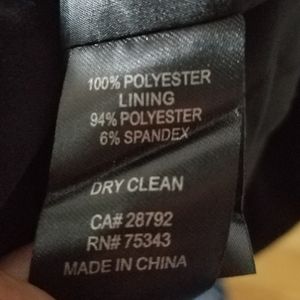 100% POLYESTER
LINING
94% POLYESTER
6% SPANDEX
DRY CLEAN
CA# 28792
RN# 75343
MADE IN CHINA